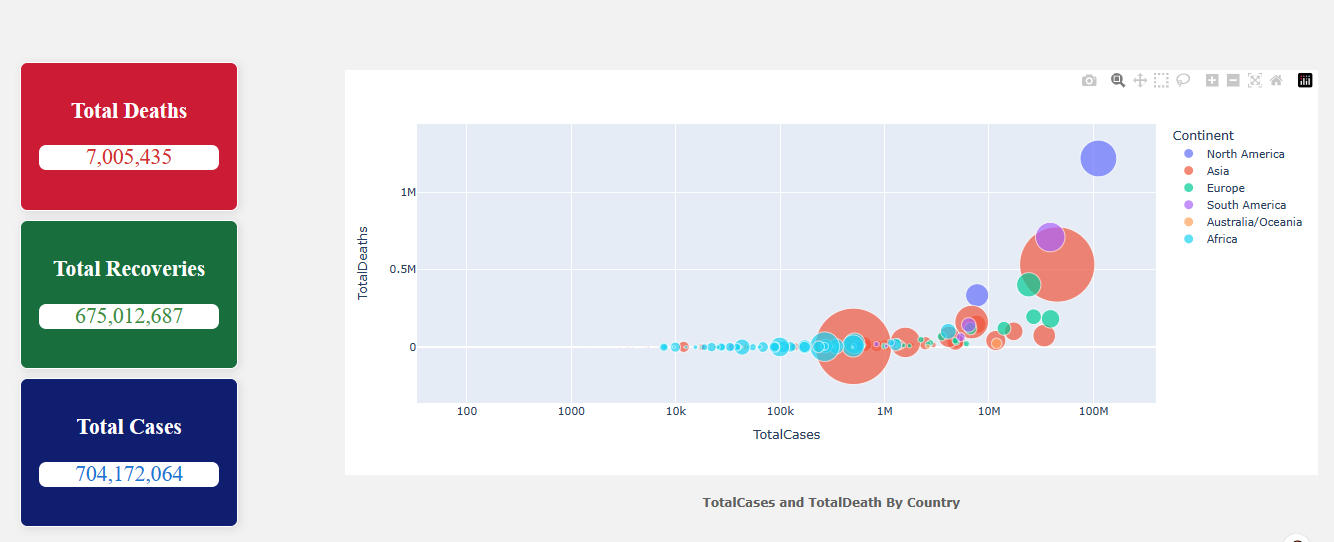 Total Deaths
7,005,435
Total Recoveries
675,012,687
Total Cases
704,172,064
TotalDeaths
1M
0.5M
0
100
1000
10k
100k
1M
10M
100M
TotalCases
Continent
North America
Asia
Europe
South America
Australia/Oceania
Africa
TotalCases and TotalDeath By Country